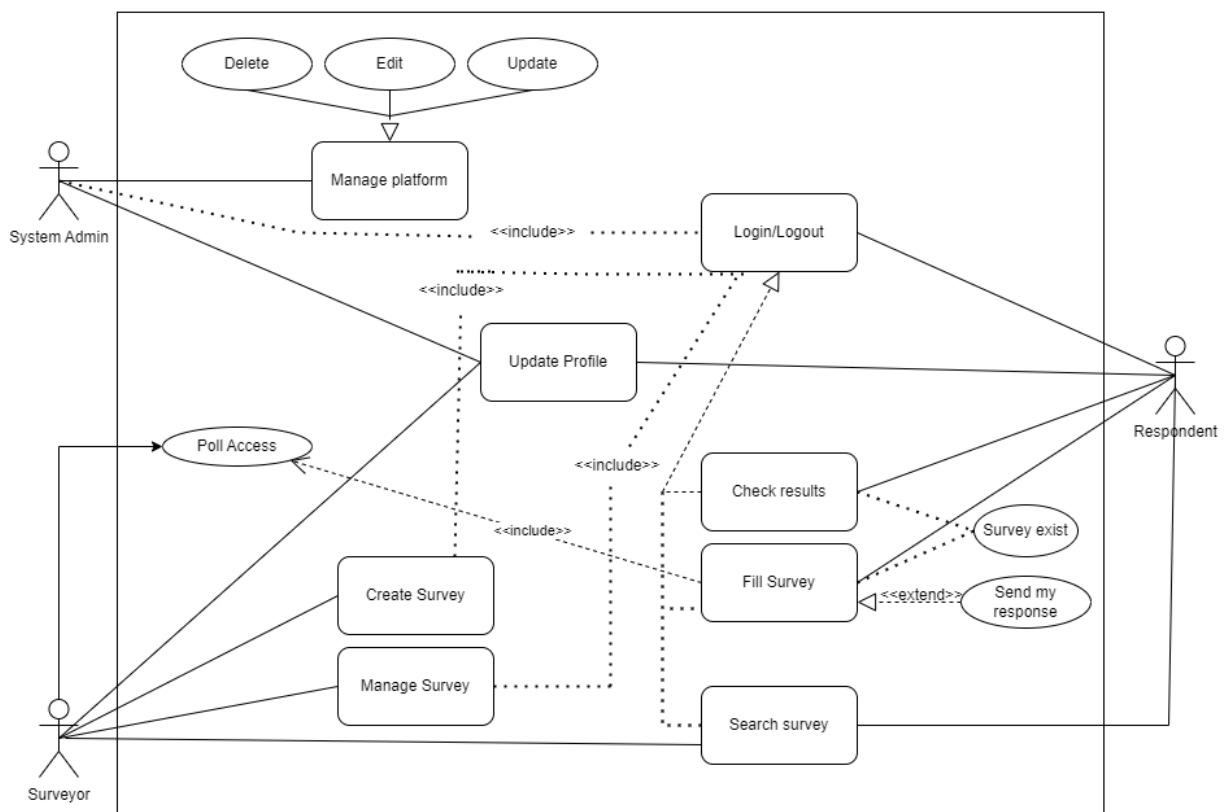 Delete
Edit
Update
Manage platform
System Admin
<<include>>
Login/Logout
<<include>>
Update Profile
Respondent
Poll Access
<<include>>
Check results
<<include>>
Survey exist
Fill Survey
<<extend>>
Send my
response
Create Survey
Manage Survey
Search survey
Surveyor